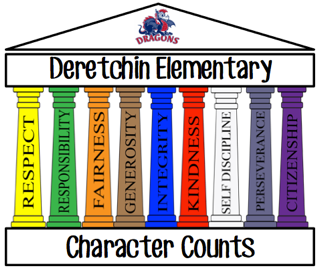 DRAGONS
Deretchin Elementary
RESPECT
RESPONSIBILITY
FAIRNESS
GENEROSITY
INTEGRITY
KINDNESS
SELF DISCIPLINE
PERSEVERANCE
CITIZENSHIP
Character Counts